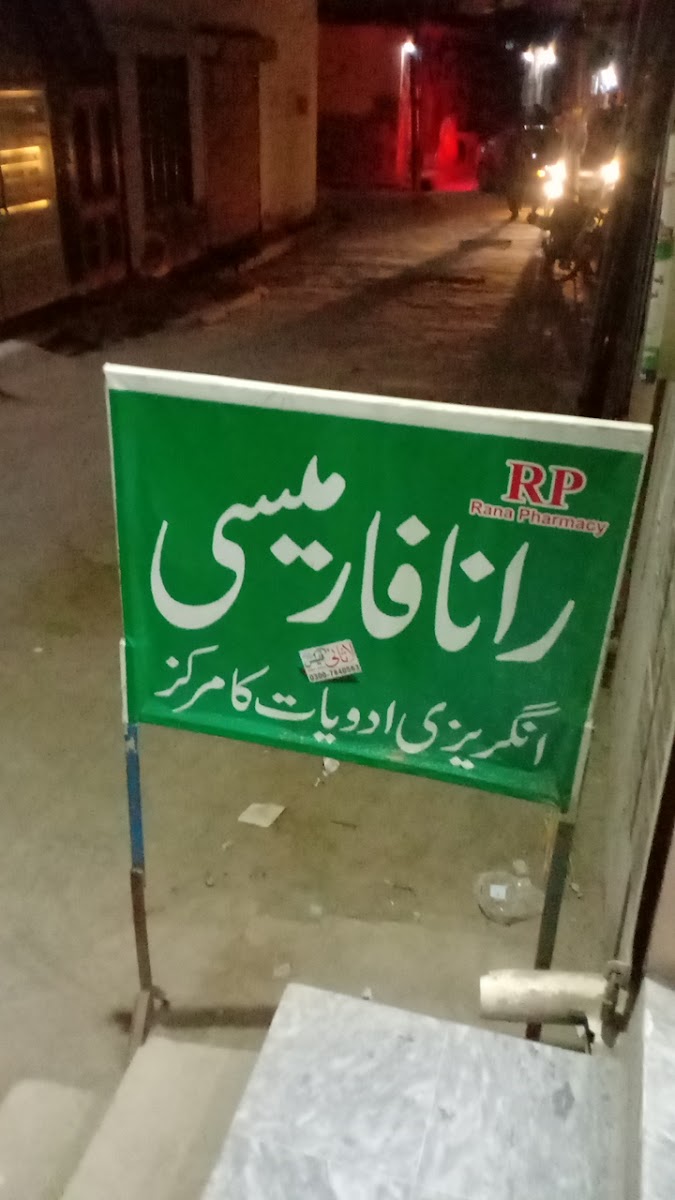 RP
Rana Pharmacy
رانا فارمیسی
انگریزی ادویات کا مرکز